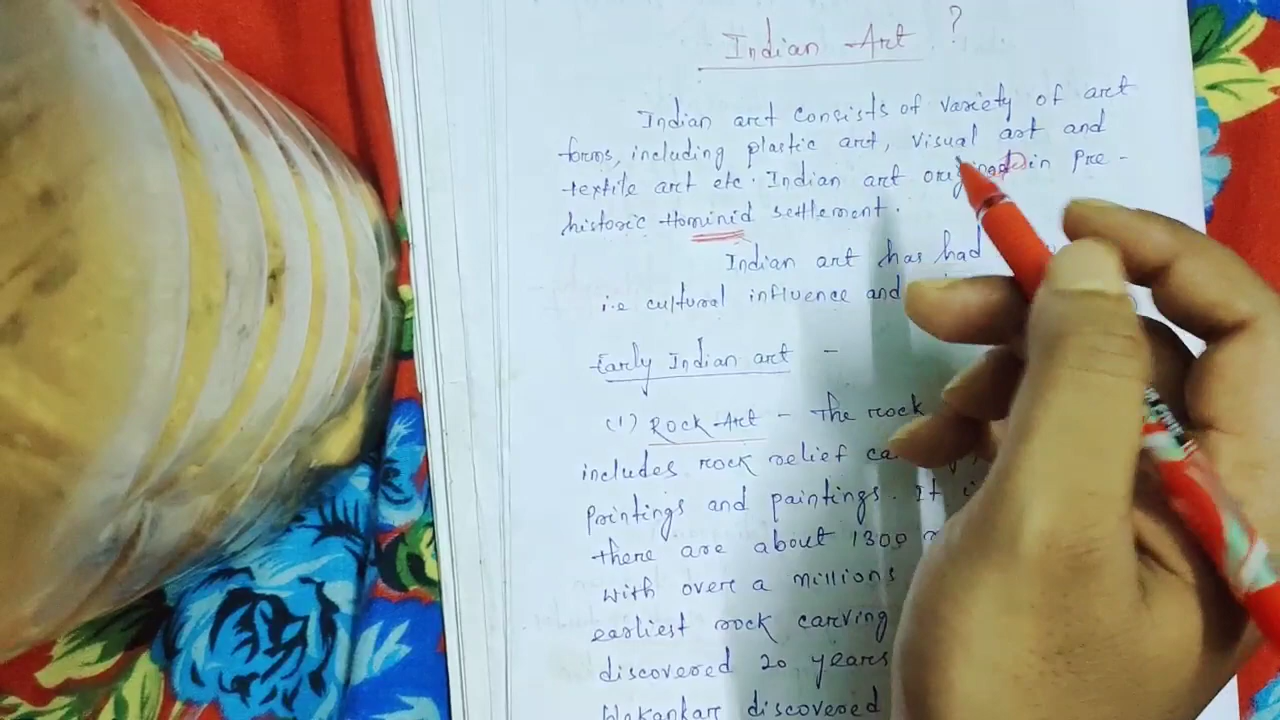 Indian Art ?
Indian art consists of variety of art
forms, including plastic art, visual art and
textile art etc. Indian art in pre-
historic Hominid settlement.
Indian art has had
i.e cultural influence and
Early Indian art -
(1) Rock Art - The rock
includes rock relief
printings and paintings. It
there are about 1300
with over a millions
earliest rock carving
discovered 20 years
Wakankar discovered